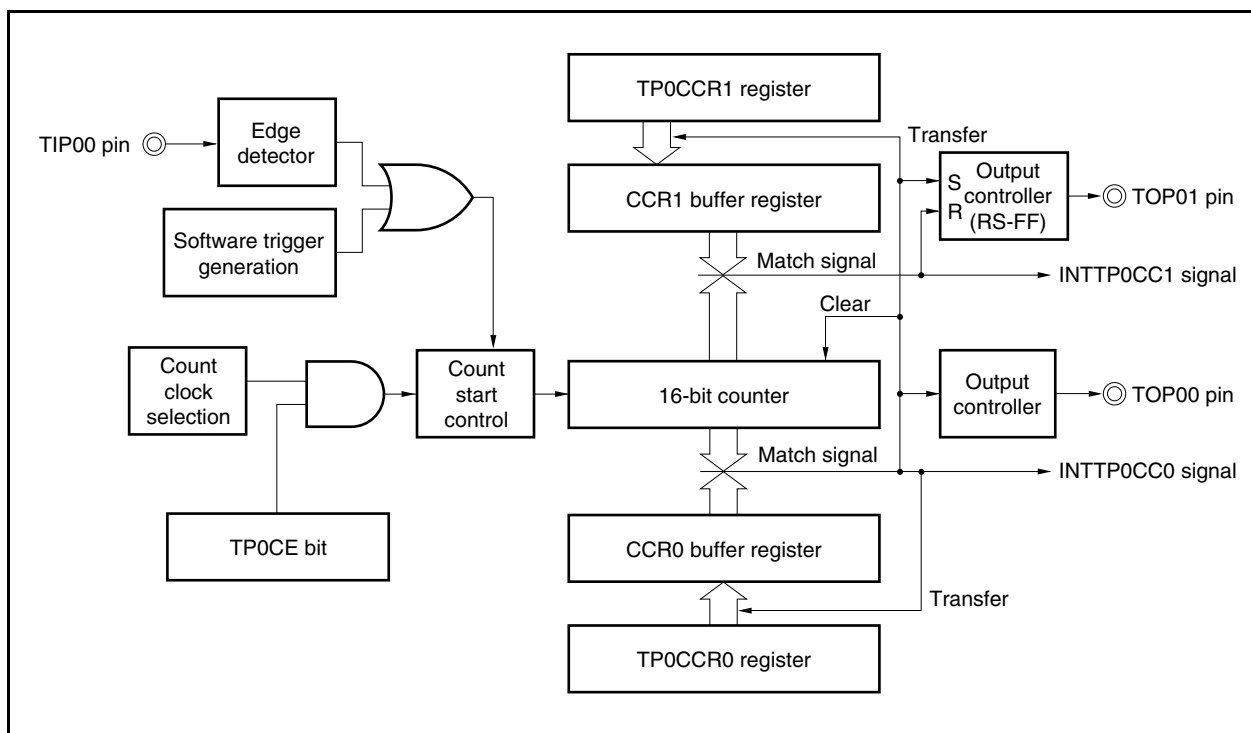 TP0CCR1 register
TIP00 pin
Edge
detector
Transfer
CCR1 buffer register
S
R
Output
controller
(RS-FF)
TOP01 pin
Software trigger
generation
Match signal
INTTP0CC1 signal
Clear
Count
clock
selection
Count
start
control
16-bit counter
Output
controller
TOP00 pin
Match signal
INTTP0CC0 signal
TP0CE bit
CCR0 buffer register
Transfer
TP0CCR0 register